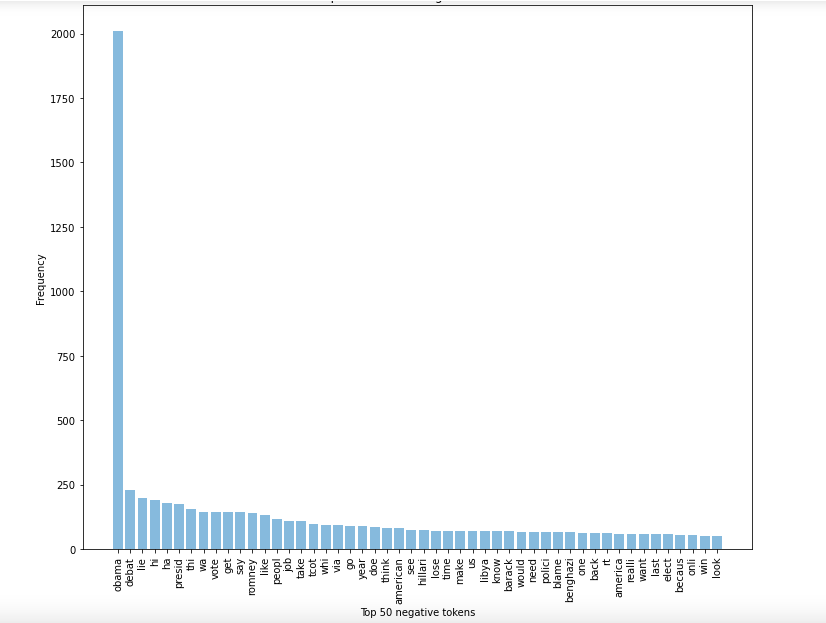 2000
1750
1500
1250
1000
750
500
250
0
Frequency
obama
debat
lie
hi
ha
presid
thi
wa
vote
get
say
romney
like
peopl
job
take
tcot
whi
via
go
year
doe
think
american
see
hillari
lose
time
make
us
libya
know
barack
would
need
polici
blame
benghazi
one
back
rt
america
realli
want
last
elect
becaus
onli
win
look
Top 50 negative tokens